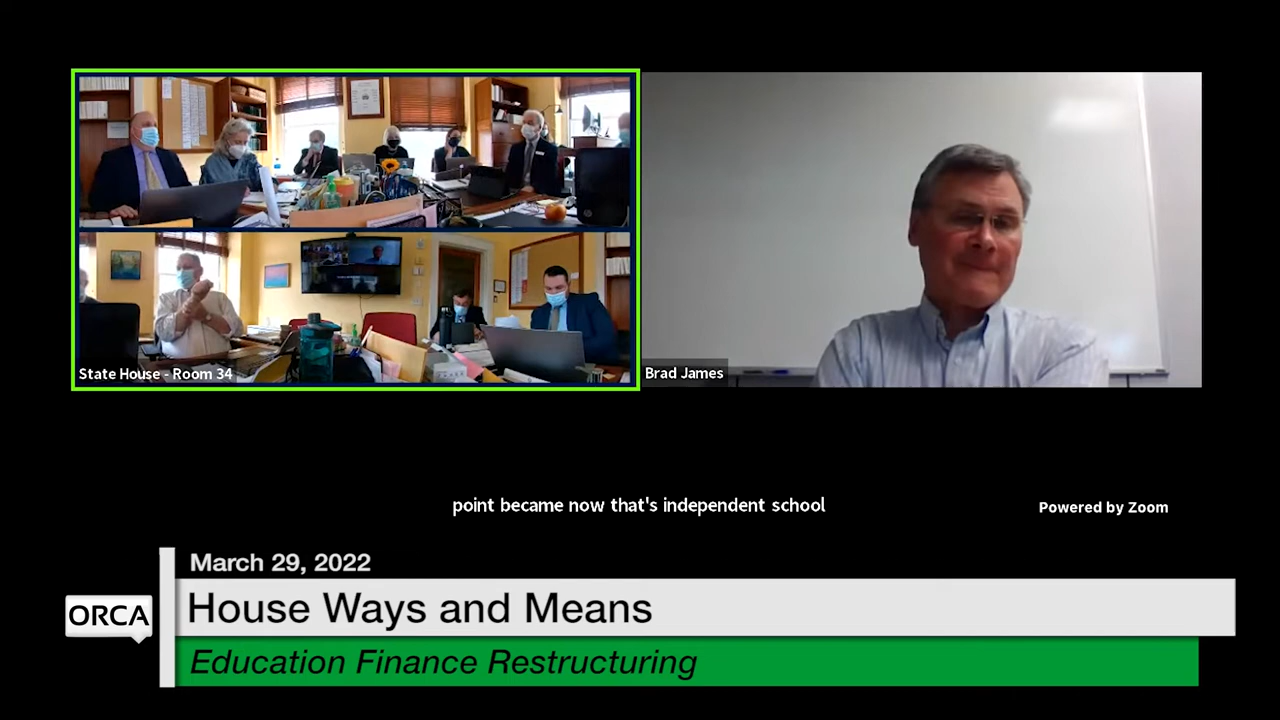 State House - Room 34
Brad James
point became now that's independent school
Powered by Zoom
March 29, 2022
ORCA
House Ways and Means
Education Finance Restructuring